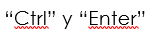 “Ctrl” y “Enter”